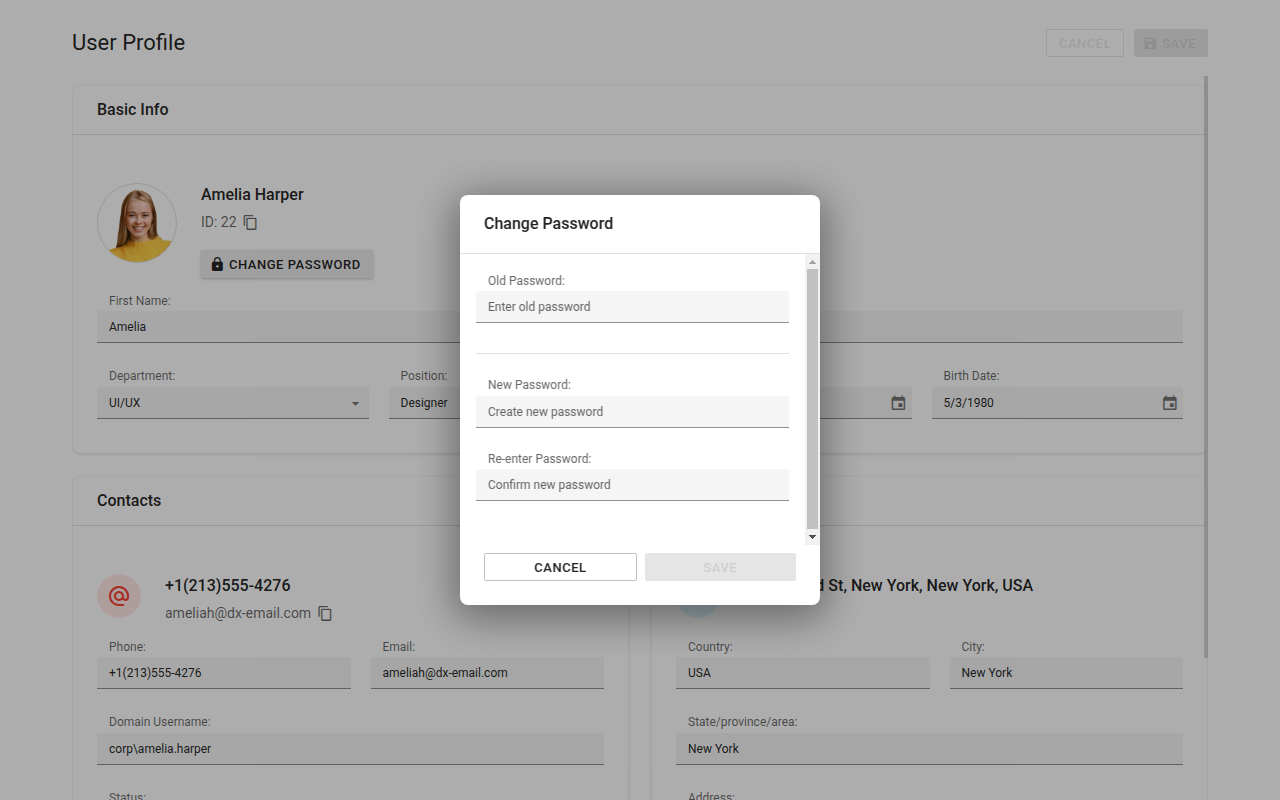 User Profile
CANCEL
SAVE
Basic Info
Amelia Harper
ID: 22
CHANGE PASSWORD
First Name:
Amelia
Department:
UI/UX
Position:
Designer
Birth Date:
5/3/1980
Change Password
Old Password:
Enter old password
New Password:
Create new password
Re-enter Password:
Confirm new password
CANCEL
SAVE
Contacts
+1(213)555-4276
ameliah@dx-email.com
Phone:
+1(213)555-4276
Email:
ameliah@dx-email.com
Domain Username:
corp\amelia.harper
Status:
St, New York, New York, USA
Country:
USA
City:
New York
State/province/area:
New York
Address: